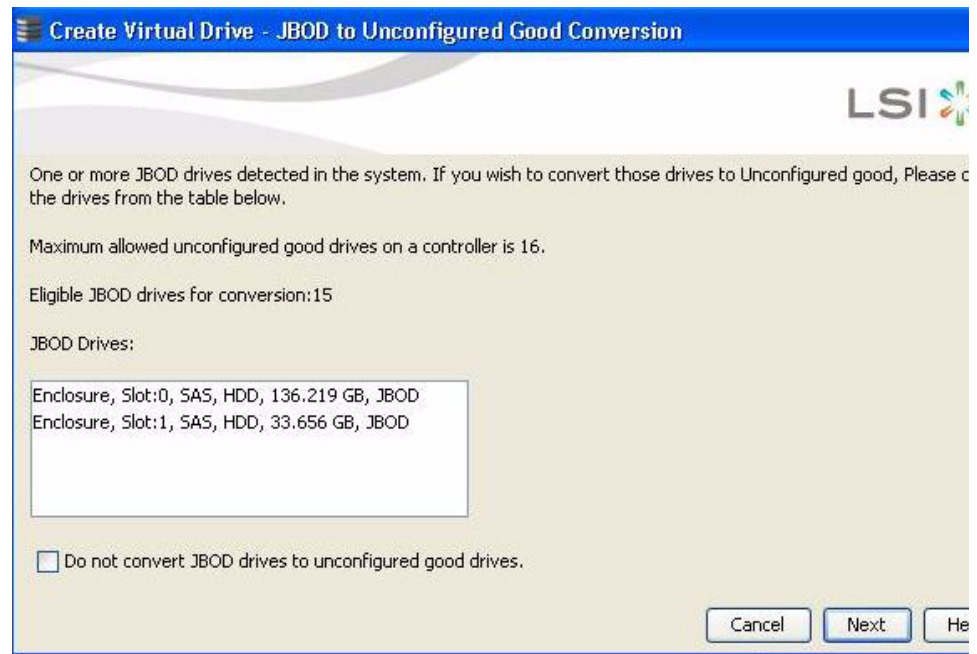 Create Virtual Drive - JBOD to Unconfigured Good Conversion
LSI
One or more JBOD drives detected in the system. If you wish to convert those drives to Unconfigured good, Please
the drives from the table below.
Maximum allowed unconfigured good drives on a controller is 16.
Eligible JBOD drives for conversion:15
JBOD Drives:
Enclosure, Slot:0, SAS, HDD, 136.219 GB, JBOD
Enclosure, Slot:1, SAS, HDD, 33.656 GB, JBOD
Do not convert JBOD drives to unconfigured good drives.
Cancel Next